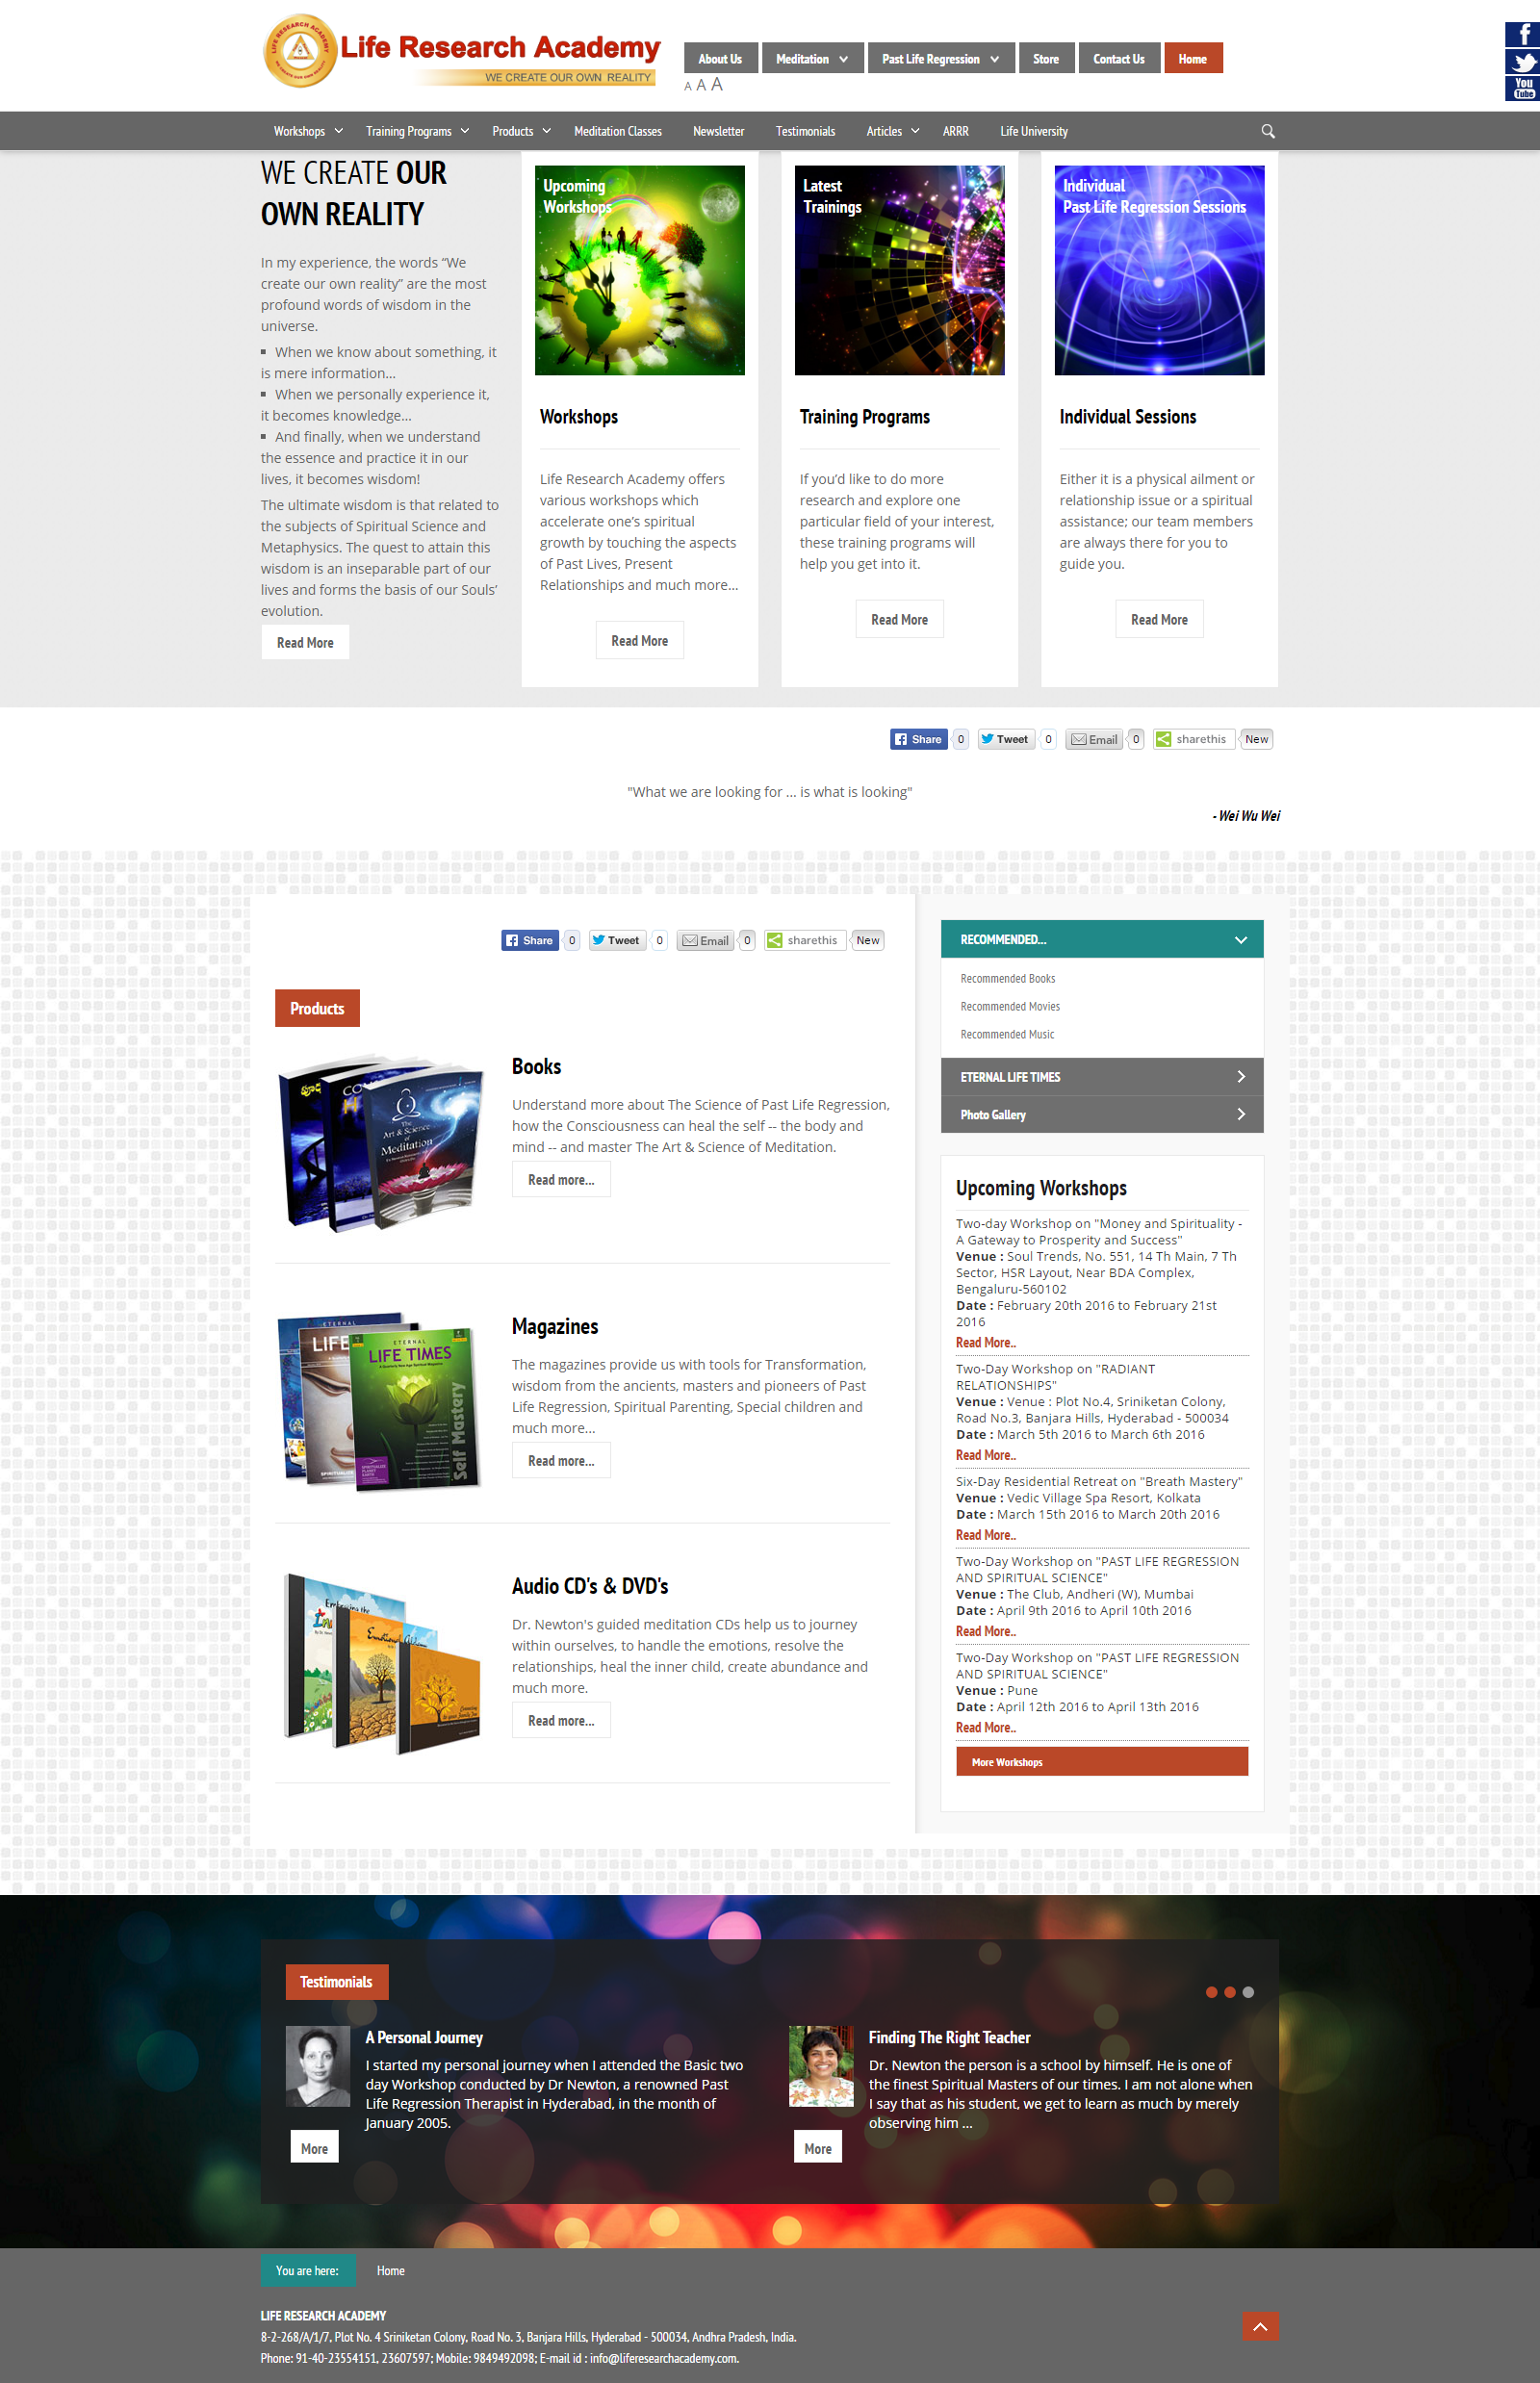 Life Research Academy
WE CREATE OUR OWN REALITY
About Us
Meditation
Past Life Regression
Store
Contact Us
Home
A A A
You
Tube
Workshops
Training Programs
Products
Meditation Classes
Newsletter
Testimonials
Articles
ARRR
Life University
WE CREATE OUR
OWN REALITY
In my experience, the words “We
create our own reality” are the most
profound words of wisdom in the
universe.
When we know about something, it
is mere information...
When we personally experience it,
it becomes knowledge...
And finally, when we understand
the essence and practice it in our
lives, it becomes wisdom!
The ultimate wisdom is that related to
the subjects of Spiritual Science and
Metaphysics. The quest to attain this
wisdom is an inseparable part of our
lives and forms the basis of our Souls’
evolution.
Read More
Upcoming
Workshops
Workshops
Life Research Academy offers
various workshops which
accelerate one’s spiritual
growth by touching the aspects
of Past Lives, Present
Relationships and much more...
Read More
Latest
Trainings
Training Programs
If you’d like to do more
research and explore one
particular field of your interest,
these training programs will
help you get into it.
Read More
Individual
Past Life Regression Sessions
Individual Sessions
Either it is a physical ailment or
relationship issue or a spiritual
assistance; our team members
are always there for you to
guide you.
Read More
Share 0 Tweet 0 Email 0 sharethis New
"What we are looking for ... is what is looking"
- Wei Wu Wei
Share 0 Tweet 0 Email 0 sharethis New
Products
The
Art & Science
of
Meditation
Books
Understand more about The Science of Past Life Regression,
how the Consciousness can heal the self -- the body and
mind -- and master The Art & Science of Meditation.
Read more...
ETERNAL
LIFE TIMES
Self Mastery
Magazines
The magazines provide us with tools for Transformation,
wisdom from the ancients, masters and pioneers of Past
Life Regression, Spiritual Parenting, Special children and
much more...
Read more...
Audio CD's & DVD's
Dr. Newton's guided meditation CDs help us to journey
within ourselves, to handle the emotions, resolve the
relationships, heal the inner child, create abundance and
much more.
Read more...
RECOMMENDED...
Recommended Books
Recommended Movies
Recommended Music
ETERNAL LIFE TIMES
Photo Gallery
Upcoming Workshops
Two-day Workshop on "Money and Spirituality -
A Gateway to Prosperity and Success"
Venue : Soul Trends, No. 551, 14 Th Main, 7 Th
Sector, HSR Layout, Near BDA Complex,
Bengaluru-560102
Date : February 20th 2016 to February 21st
2016
Read More..
Two-Day Workshop on "RADIANT
RELATIONSHIPS"
Venue : Venue : Plot No.4, Sriniketan Colony,
Road No.3, Banjara Hills, Hyderabad - 500034
Date : March 5th 2016 to March 6th 2016
Read More..
Six-Day Residential Retreat on "Breath Mastery"
Venue : Vedic Village Spa Resort, Kolkata
Date : March 15th 2016 to March 20th 2016
Read More..
Two-Day Workshop on "PAST LIFE REGRESSION
AND SPIRITUAL SCIENCE"
Venue : The Club, Andheri (W), Mumbai
Date : April 9th 2016 to April 10th 2016
Read More..
Two-Day Workshop on "PAST LIFE REGRESSION
AND SPIRITUAL SCIENCE"
Venue : Pune
Date : April 12th 2016 to April 13th 2016
Read More..
More Workshops
Testimonials
A Personal Journey
I started my personal journey when I attended the Basic two
day Workshop conducted by Dr Newton, a renowned Past
Life Regression Therapist in Hyderabad, in the month of
January 2005.
More
Finding The Right Teacher
Dr. Newton the person is a school by himself. He is one of
the finest Spiritual Masters of our times. I am not alone when
I say that as his student, we get to learn as much by merely
observing him ...
More
You are here:
Home
LIFE RESEARCH ACADEMY
8-2-268/A/1/7, Plot No. 4 Sriniketan Colony, Road No. 3, Banjara Hills, Hyderabad - 500034, Andhra Pradesh, India.
Phone: 91-40-23554151, 23607597; Mobile: 9849492098; E-mail id : info@liferesearchacademy.com.